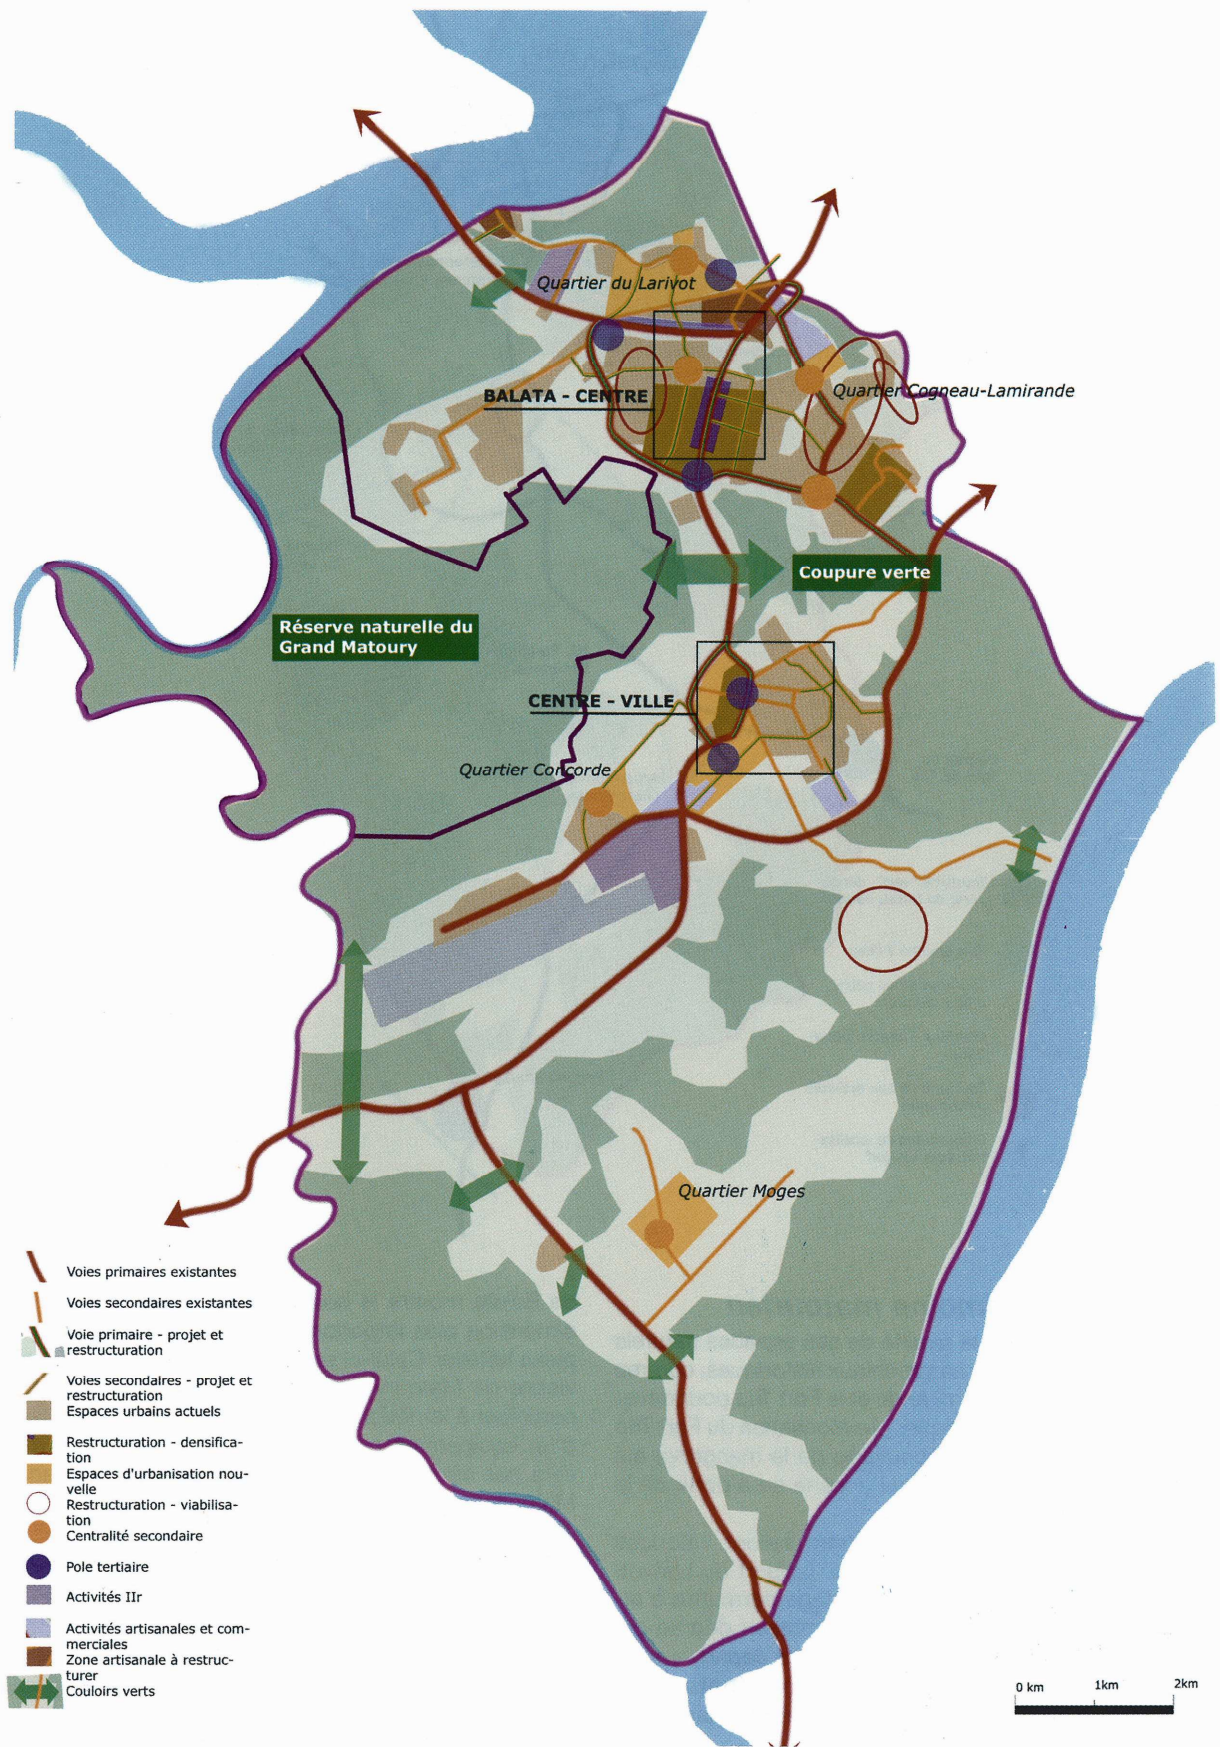 Quartier du Larivot
BALATA - CENTRE
Quartier Cogneau-Lamirande
Coupure verte
Réserve naturelle du
Grand Matoury
CENTRE - VILLE
Quartier Concorde
Quartier Moges
Voies primaires existantes
Voies secondaires existantes
Voie primaire - projet et
restructuration
Voies secondaires - projet et
restructuration
Espaces urbains actuels
Restructuration - densifica-
tion
Espaces d'urbanisation nou-
velle
Restructuration - viabilisa-
tion
Centralité secondaire
Pole tertiaire
Activités IIr
Activités artisanales et com-
merciales
Zone artisanale à restruc-
turer
Couloirs verts
0 km 1km 2km